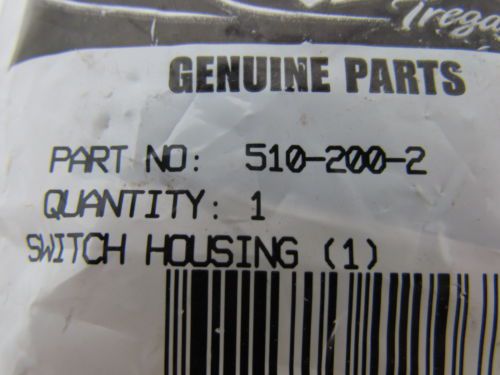 GENUINE PARTS
PART NO: 510-200-2
QUANTITY: 1
SWITCH HOUSING (1)